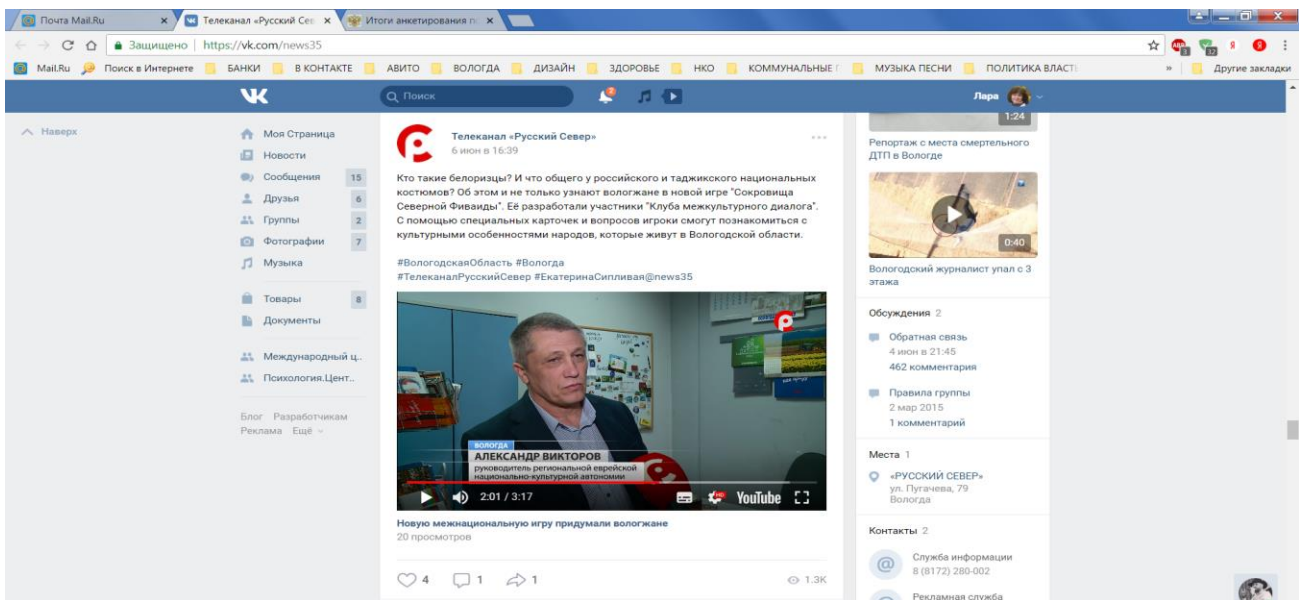 Почта Mail.Ru
Телеканал «Русский Сев
Итоги анкетирования п
Защищено
https://vk.com/news35
Mail.Ru
Поиск в Интернете
БАНКИ
В КОНТАКТЕ
АВИТО
ВОЛОГДА
ДИЗАЙН
ЗДОРОВЬЕ
НКО
КОММУНАЛЬНЫЕ
МУЗЫКА ПЕСНИ
ПОЛИТИКА ВЛАСТ
»
Другие закладки
Поиск
2
Лара
Наверх
Моя Страница
Новости
Сообщения 15
Друзья 6
Группы 2
Фотографии 7
Музыка
Товары 8
Документы
Международный ц..
Психология.Цент..
Блог Разработчикам
Реклама Ещё
Телеканал «Русский Север»
6 июн в 16:39
Кто такие белоризцы? И что общего у российского и таджикского национальных
костюмов? Об этом и не только узнают вологжане в новой игре "Сокровища
Северной Фиваиды". Её разработали участники "Клуба межкультурного диалога".
С помощью специальных карточек и вопросов игроки смогут познакомиться с
культурными особенностями народов, которые живут в Вологодской области.
#ВологодскаяОбласть #Вологда
#ТелеканалРусскийСевер #ЕкатеринаСипливая@news35
ВОЛОГДА
АЛЕКСАНДР ВИКТОРОВ
руководитель региональной еврейской
национально-культурной автономии
2:01 / 3:17
YouTube
Новую межнациональную игру придумали вологжане
20 просмотров
4
1
1
1.3K
1:24
Репортаж с места смертельного
ДТП в Вологде
0:40
Вологодский журналист упал с 3
этажа
Обсуждения 2
Обратная связь
4 июн в 21:45
462 комментария
Правила группы
2 мар 2015
1 комментарий
Места 1
«РУССКИЙ СЕВЕР»
ул. Пугачева, 79
Вологда
Контакты 2
Служба информации
8 (8172) 280-002
Рекламная служба